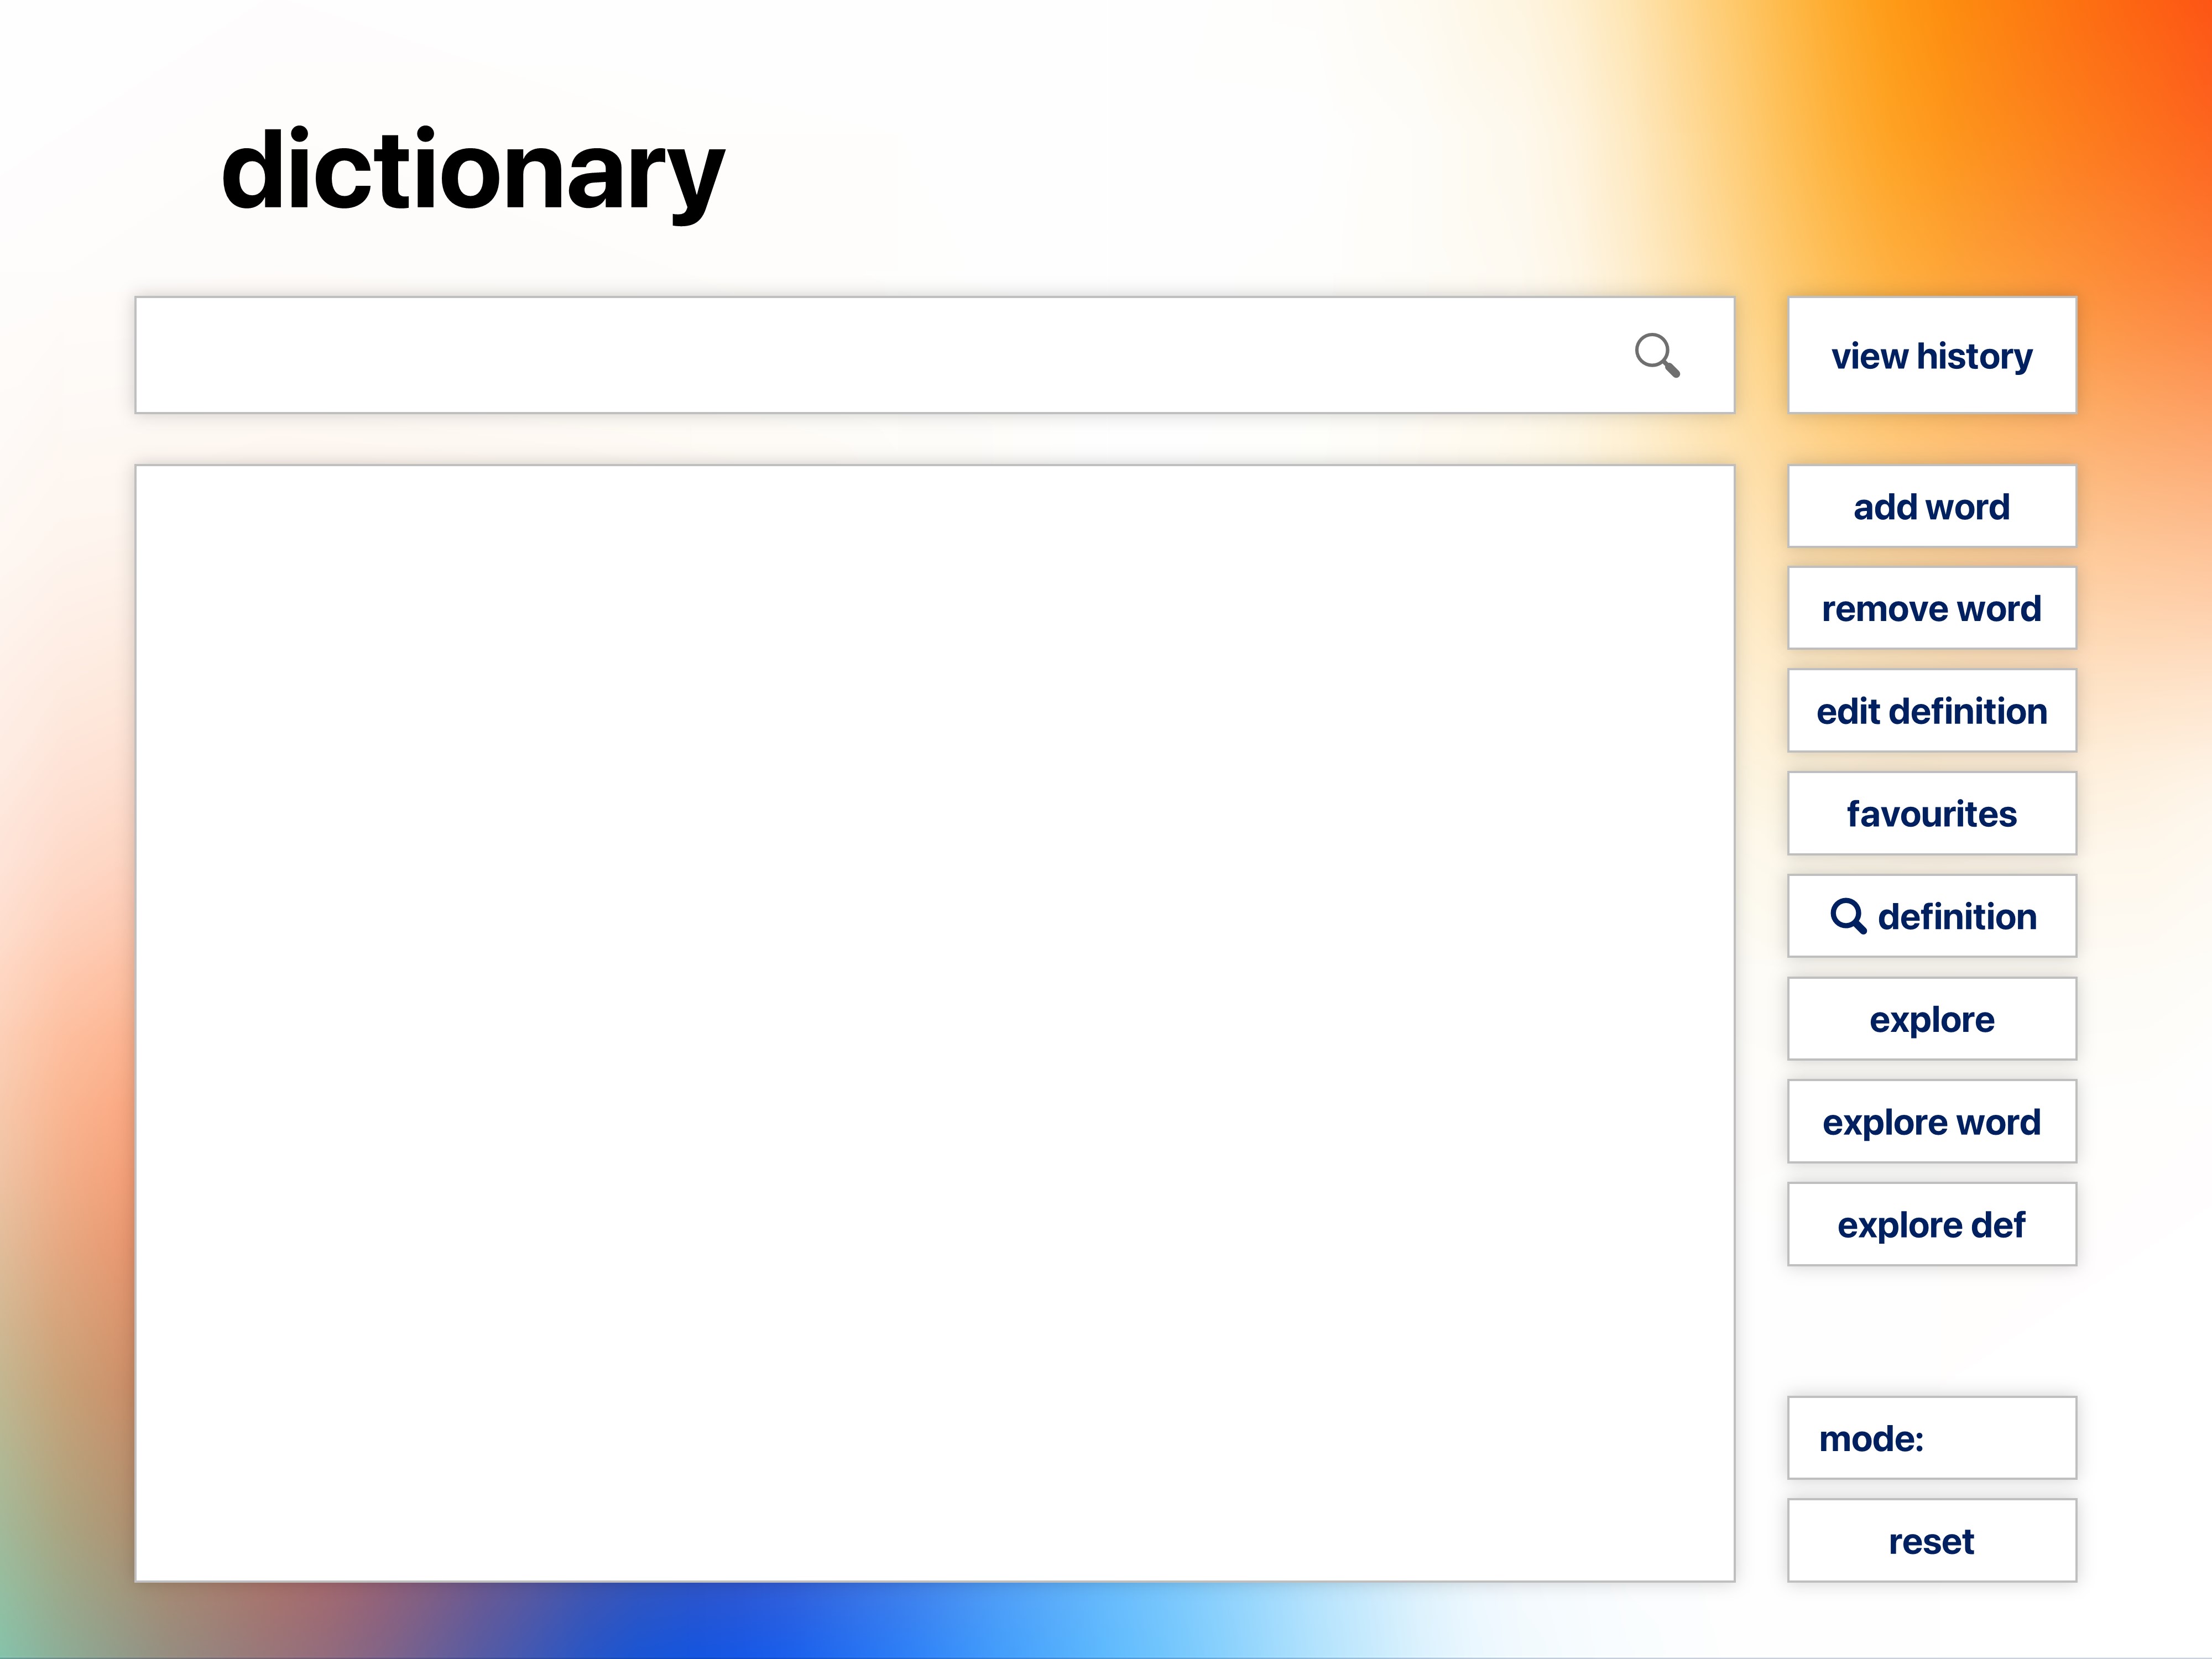 dictionary
view history
add word
remove word
edit definition
favourites
definition
explore
explore word
explore def
mode:
reset